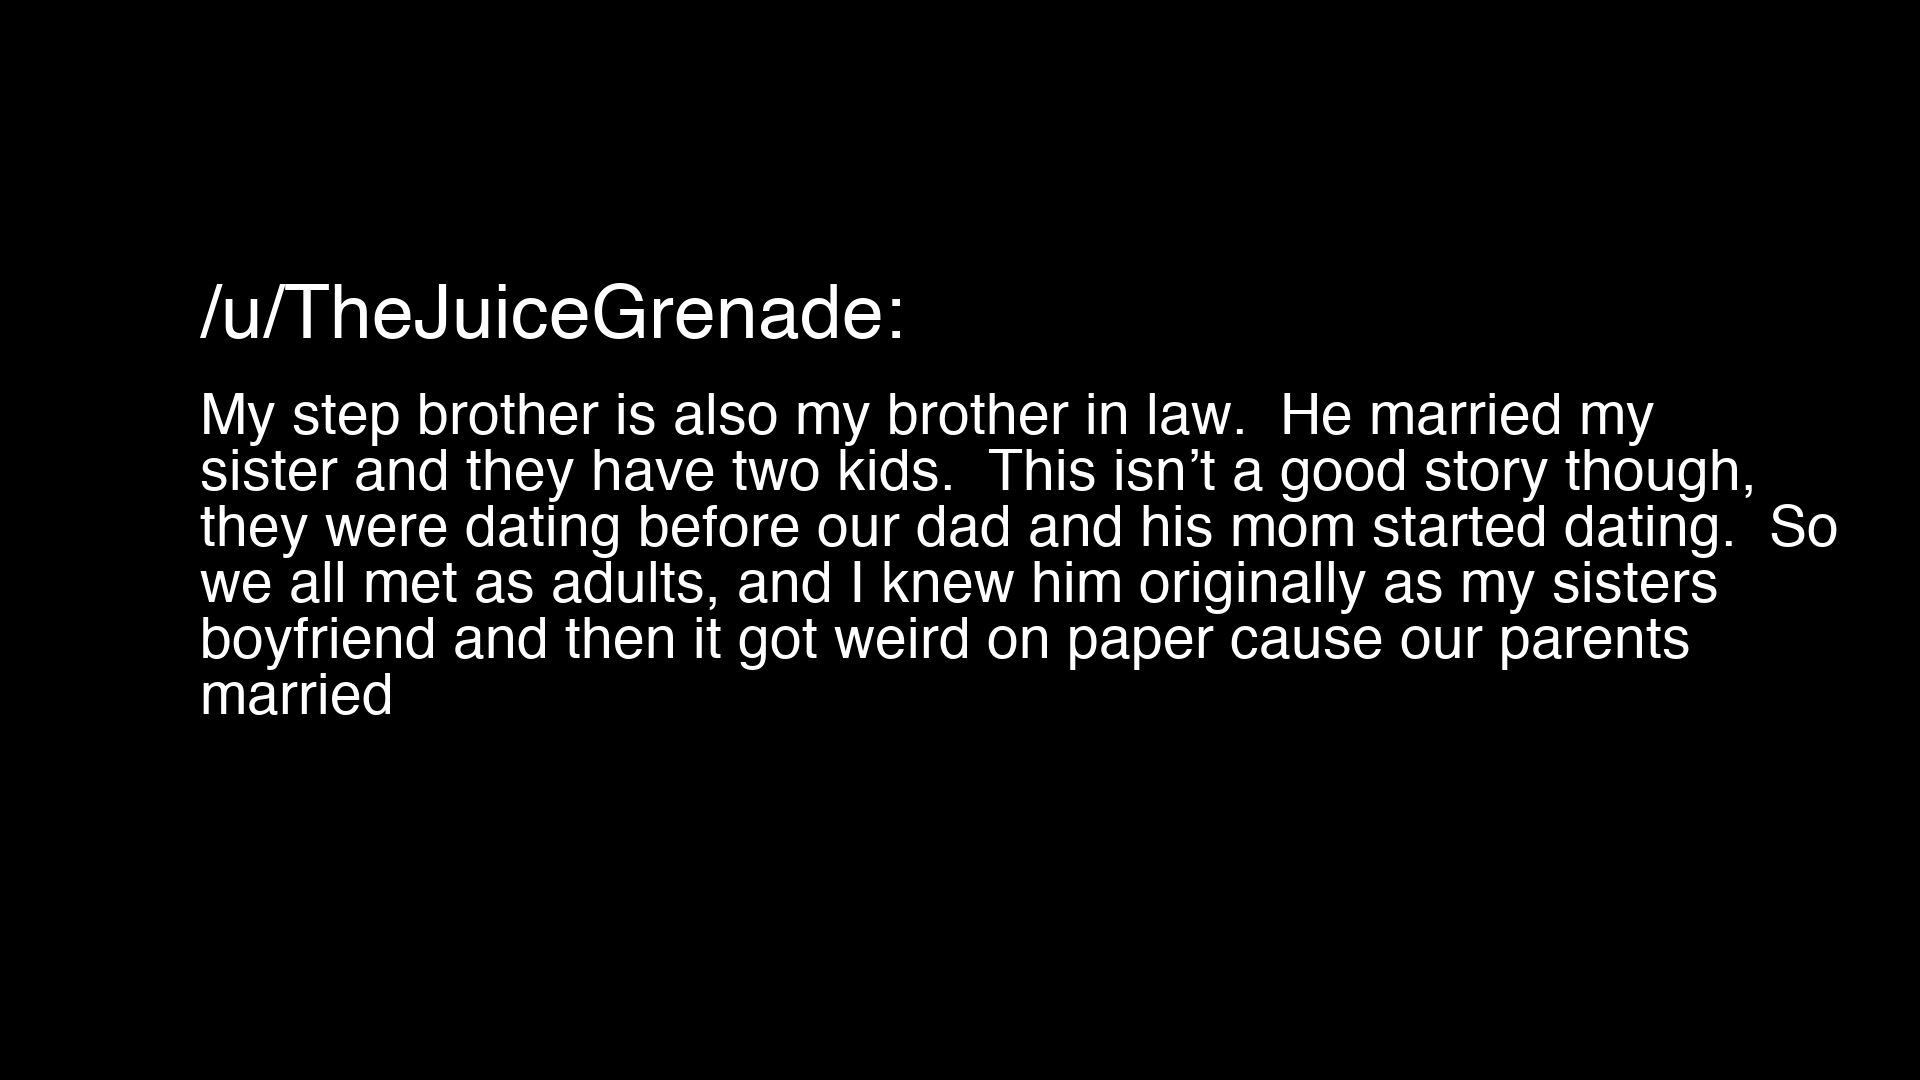 /u/TheJuiceGrenade:
My step brother is also my brother in law.  He married my
sister and they have two kids.  This isn’t a good story though,
they were dating before our dad and his mom started dating.  So
we all met as adults, and I knew him originally as my sisters
boyfriend and then it got weird on paper cause our parents
married